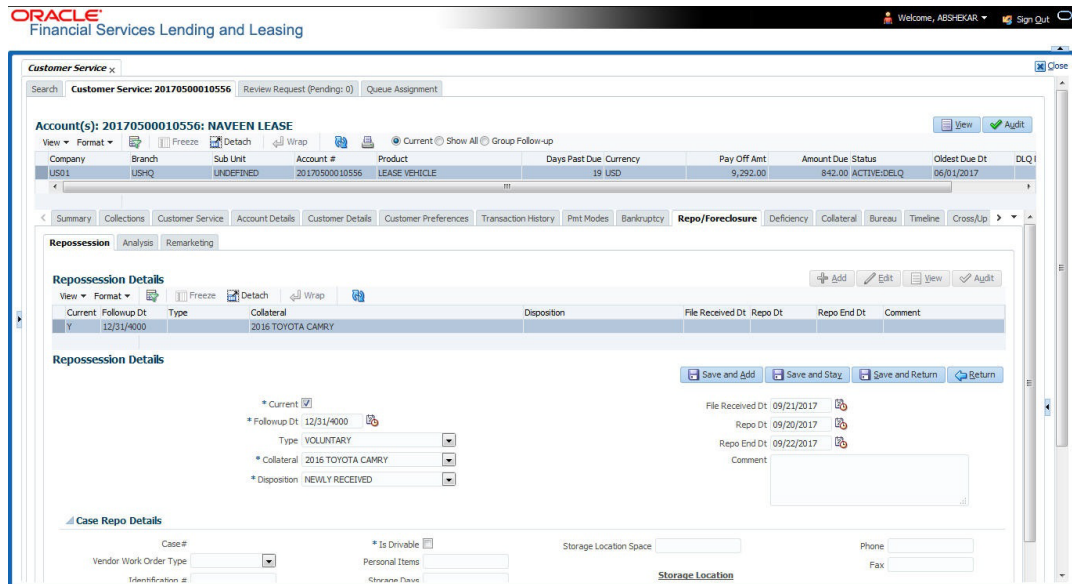 ORACLE
Financial Services Lending and Leasing
Welcome, ABSHEKAR
Sign Out
Customer Service x
Close
Search Customer Service: 20170500010556 Review Request (Pending: 0) Queue Assignment
Account(s): 20170500010556: NAVEEN LEASE
View Audit
View Format Freeze Detach Wrap Current Show All Group Follow-up
Company Branch Sub Unit Account # Product Days Past Due Currency Pay Off Amt Amount Due Status Oldest Due Dt DLQ
US01 USHQ UNDEFINED 20170500010556 LEASE VEHICLE 19 USD 9,292.00 842.00 ACTIVE:DELQ 06/01/2017
Summary Collections Customer Service Account Details Customer Details Customer Preferences Transaction History Pmt Modes Bankruptcy Repo/Foreclosure Deficiency Collateral Bureau Timeline Cross/Up
Repossession Analysis Remarketing
Repossession Details
Add Edit View Audit
View Format Freeze Detach Wrap
Current Followup Dt Type Collateral Disposition File Received Dt Repo Dt Repo End Dt Comment
Y 12/31/4000 2016 TOYOTA CAMRY
Repossession Details
Save and Add Save and Stay Save and Return Return
* Current
File Received Dt 09/21/2017
* Followup Dt 12/31/4000
Repo Dt 09/20/2017
Type VOLUNTARY
Repo End Dt 09/22/2017
* Collateral 2016 TOYOTA CAMRY
Comment
* Disposition NEWLY RECEIVED
Case Repo Details
Case# * Is Drivable Storage Location Space Phone
Vendor Work Order Type Personal Items Fax
Identification # Storage Days Storage Location